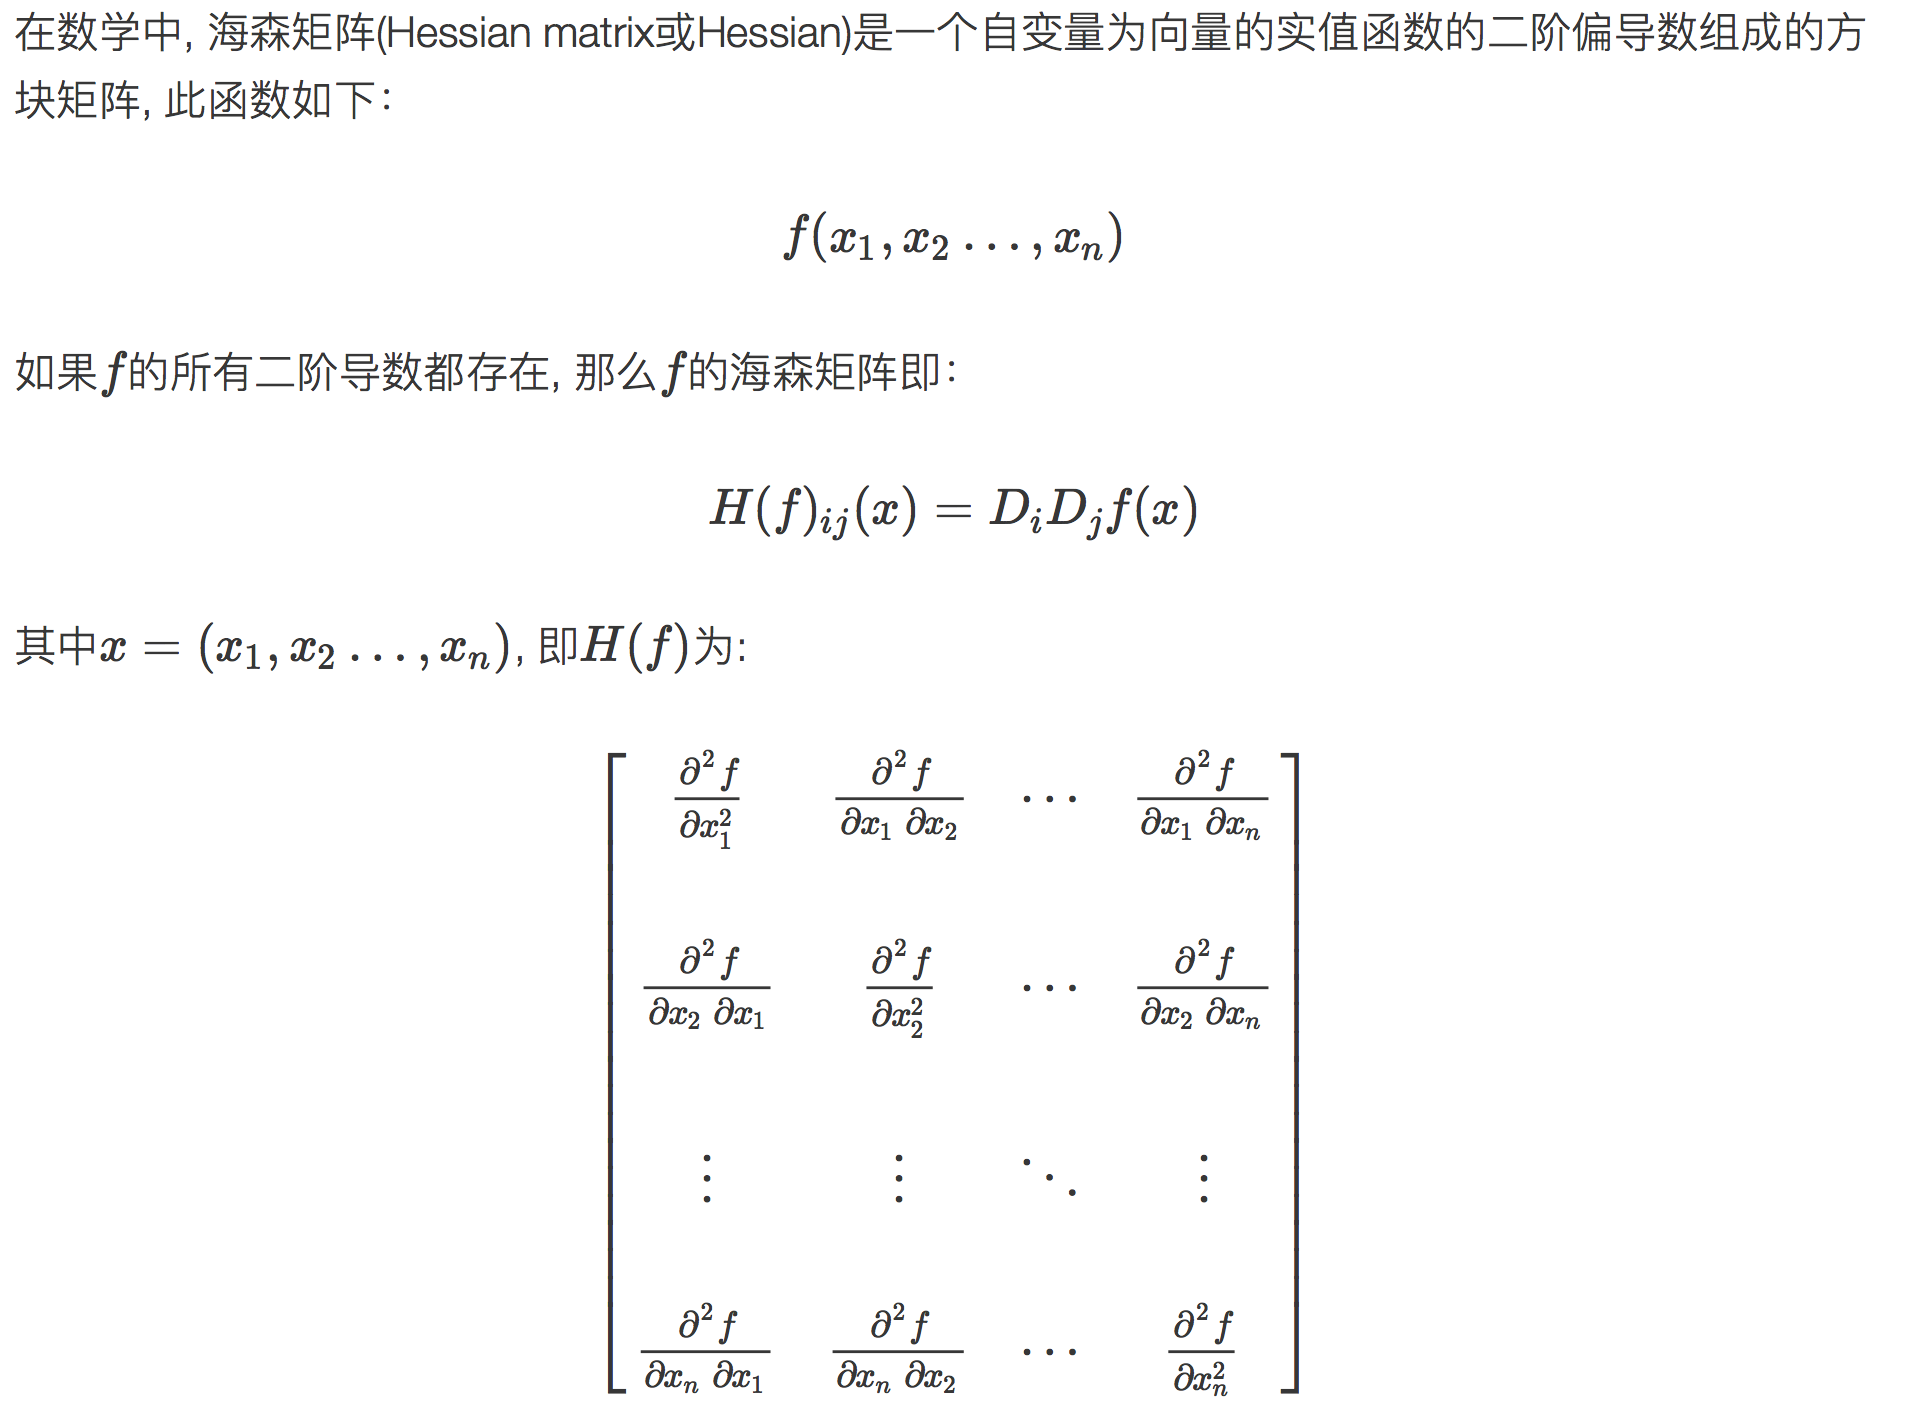 在数学中, 海森矩阵(Hessian matrix或Hessian)是一个自变量为向量的实值函数的二阶偏导数组成的方
块矩阵, 此函数如下：
$f(x_1, x_2 \ldots, x_n)$
如果$f$的所有二阶导数都存在, 那么$f$的海森矩阵即：
$H(f)_{ij}(x) = D_i D_j f(x)$
其中$x = (x_1, x_2 \ldots, x_n)$, 即$H(f)$为:
$\begin{bmatrix} \frac{\partial^2 f}{\partial x_1^2} & \frac{\partial^2 f}{\partial x_1 \, \partial x_2} & \cdots & \frac{\partial^2 f}{\partial x_1 \, \partial x_n} \\ \frac{\partial^2 f}{\partial x_2 \, \partial x_1} & \frac{\partial^2 f}{\partial x_2^2} & \cdots & \frac{\partial^2 f}{\partial x_2 \, \partial x_n} \\ \vdots & \vdots & \ddots & \vdots \\ \frac{\partial^2 f}{\partial x_n \, \partial x_1} & \frac{\partial^2 f}{\partial x_n \, \partial x_2} & \cdots & \frac{\partial^2 f}{\partial x_n^2} \end{bmatrix}$